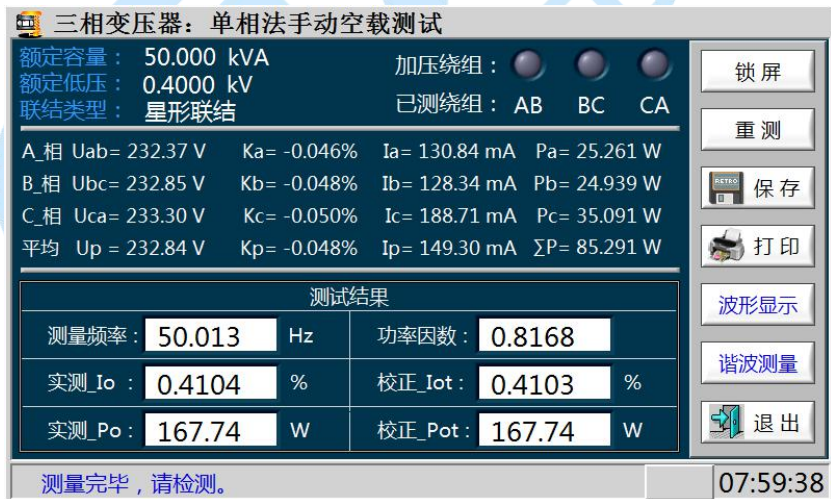 三相变压器：单相法手动空载测试
额定容量： 50.000 kVA
额定低压： 0.4000 kV
联结类型： 星形联结
加压绕组：
已测绕组： AB BC CA
A_相 Uab= 232.37 V Ka= -0.046% Ia= 130.84 mA Pa= 25.261 W
B_相 Ubc= 232.85 V Kb= -0.048% Ib= 128.34 mA Pb= 24.939 W
C_相 Uca= 233.30 V Kc= -0.050% Ic= 188.71 mA Pc= 35.091 W
平均 Up = 232.84 V Kp= -0.048% Ip= 149.30 mA ∑P= 85.291 W
测试结果
测量频率： 50.013 Hz 功率因数： 0.8168
实测_Io ： 0.4104 % 校正_Iot： 0.4103 %
实测_Po： 167.74 W 校正_Pot： 167.74 W
锁屏
重测
RETRO 保存
打印
波形显示
谐波测量
退出
测量完毕，请检测。 07:59:38